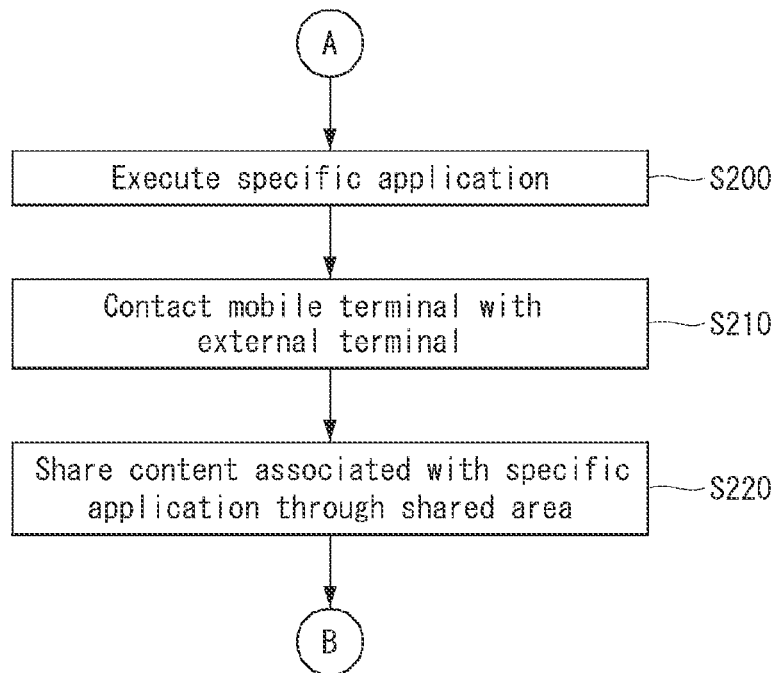 A
Execute specific application
S200
Contact mobile terminal with
external terminal
S210
Share content associated with specific
application through shared area
S220
B